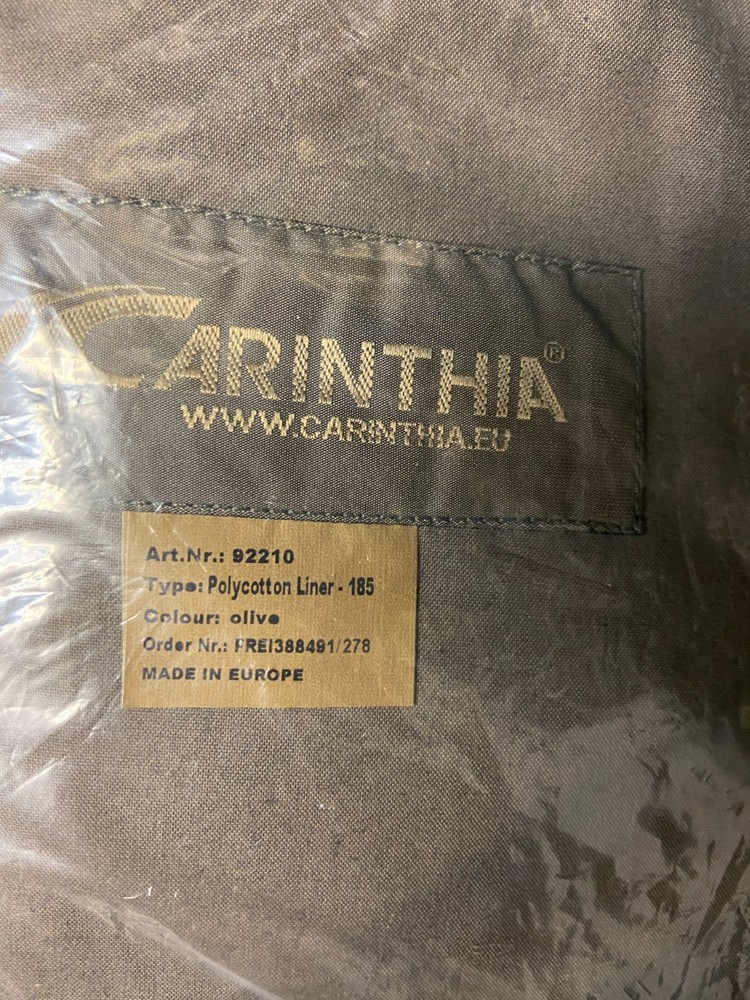 CARINTHIA®
WWW.CARINTHIA.EU
Art.Nr.: 92210
Type: Polycotton Liner - 185
Colour: olive
Order Nr.: FREI388491/278
MADE IN EUROPE